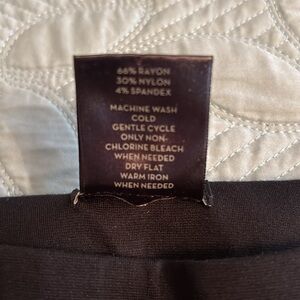 66% RAYON
30% NYLON
4% SPANDEX
MACHINE WASH
COLD
GENTLE CYCLE
ONLY NON-
CHLORINE BLEACH
WHEN NEEDED
DRY FLAT
WARM IRON
WHEN NEEDED